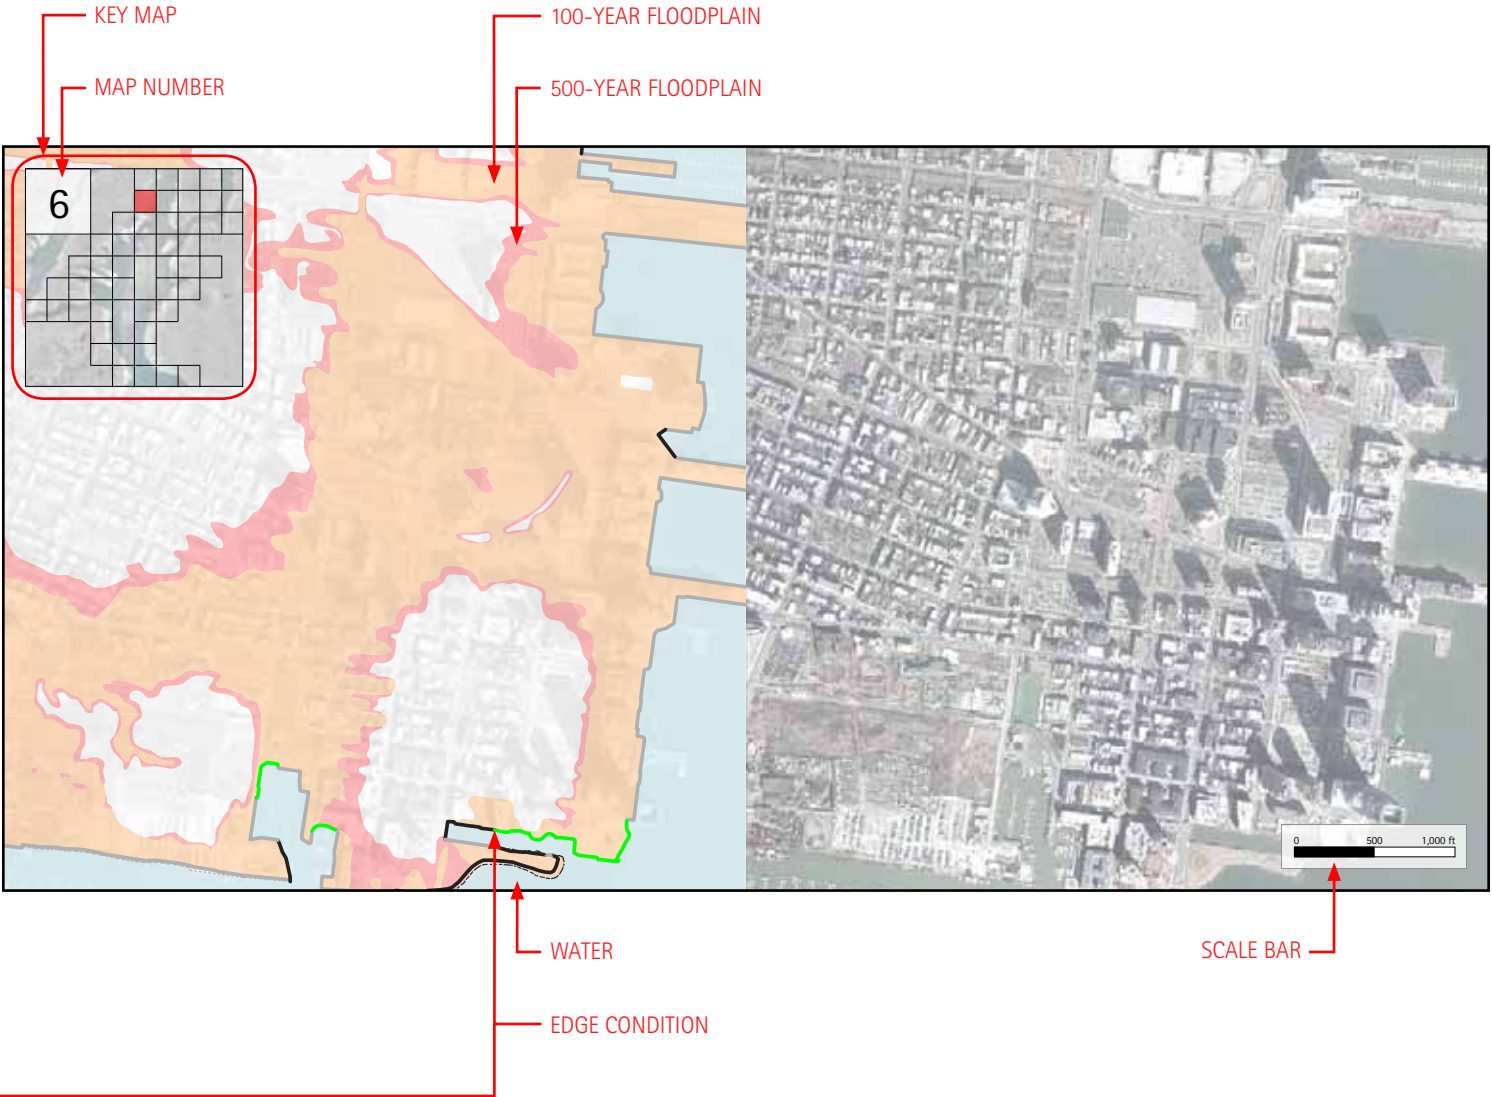 KEY MAP
100-YEAR FLOODPLAIN
MAP NUMBER
500-YEAR FLOODPLAIN
6
0 500 1,000 ft
WATER
SCALE BAR
EDGE CONDITION